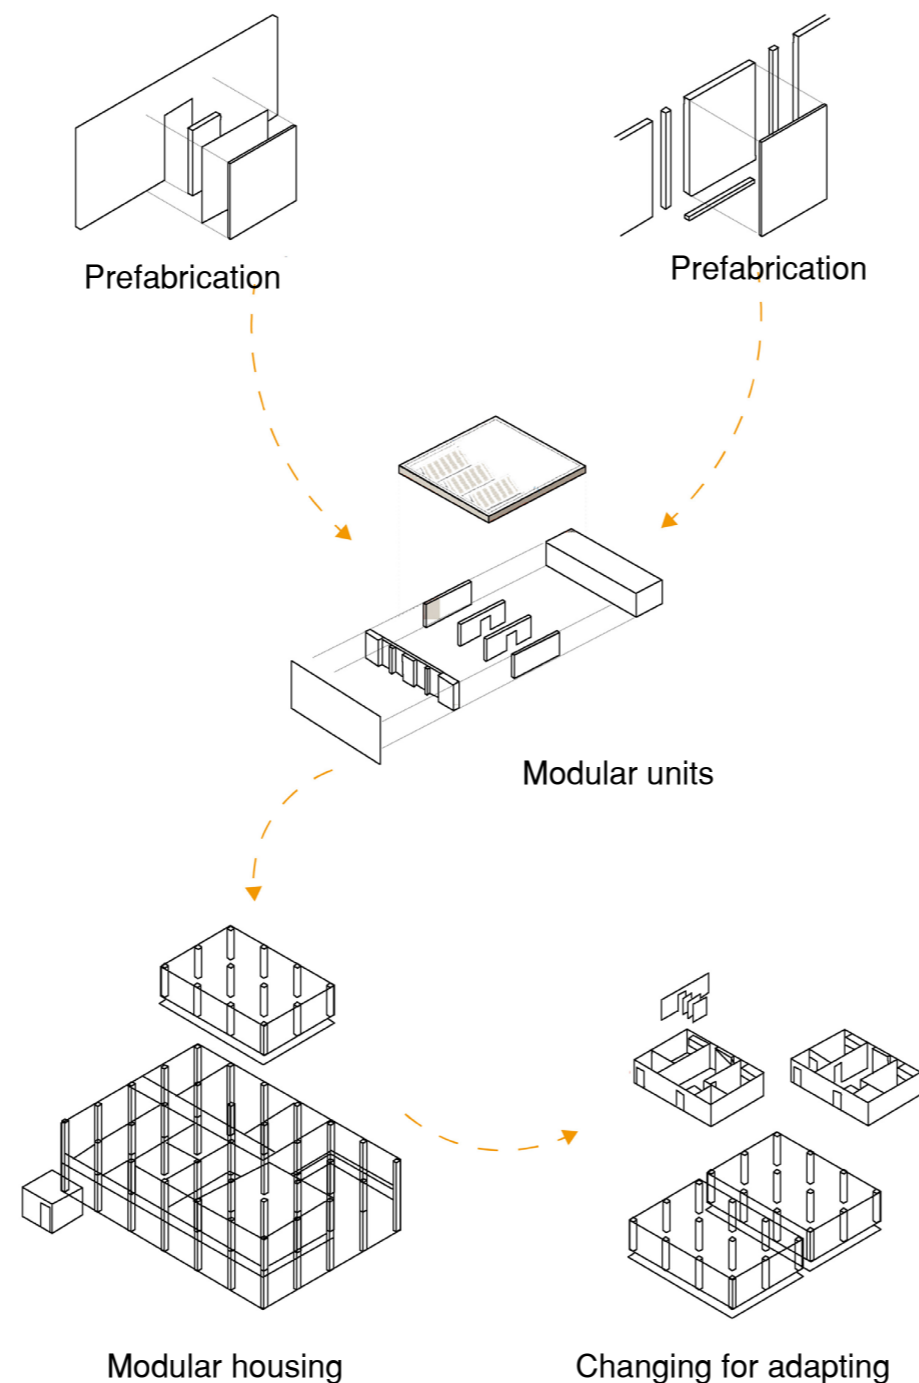 Prefabrication
Prefabrication
Modular units
Modular housing
Changing for adapting